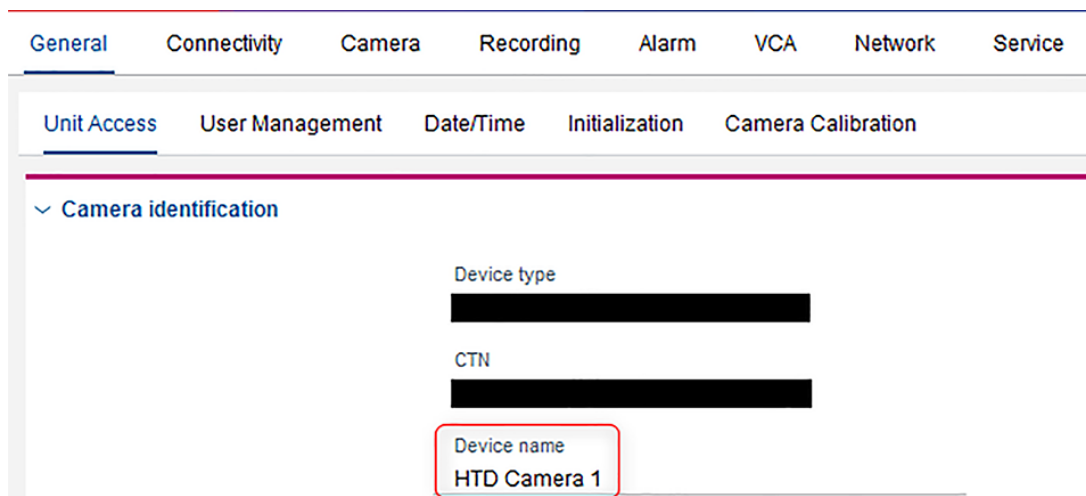 General Connectivity Camera Recording Alarm VCA Network Service
Unit Access User Management Date/Time Initialization Camera Calibration
Camera identification
Device type
CTN
Device name
HTD Camera 1